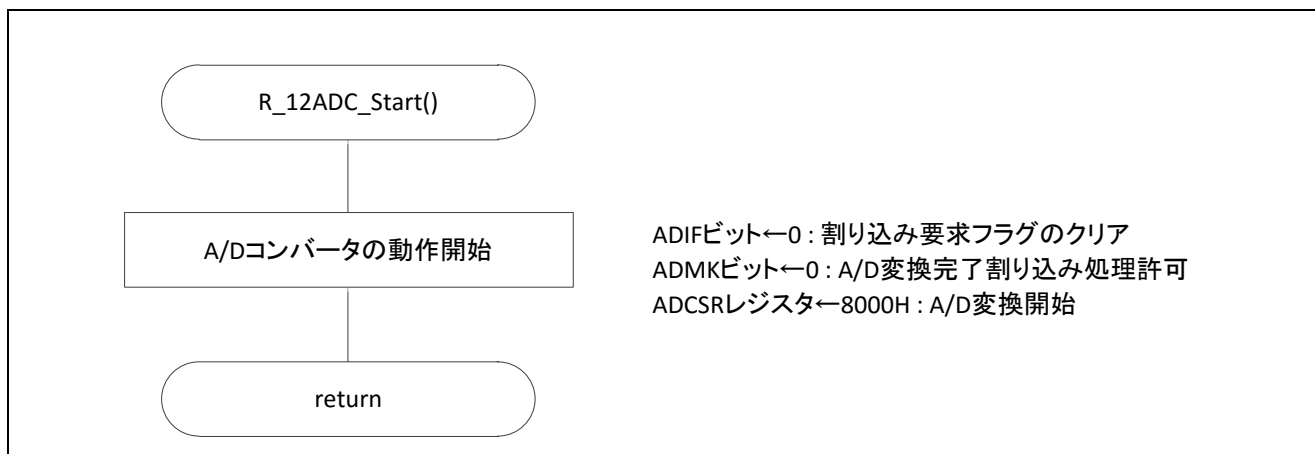 R_12ADC_Start()
A/Dコンバータの動作開始
ADIFビット←0 : 割り込み要求フラグのクリア
ADMKビット←0 : A/D変換完了割り込み処理許可
ADCSRレジスタ←8000H : A/D変換開始
return